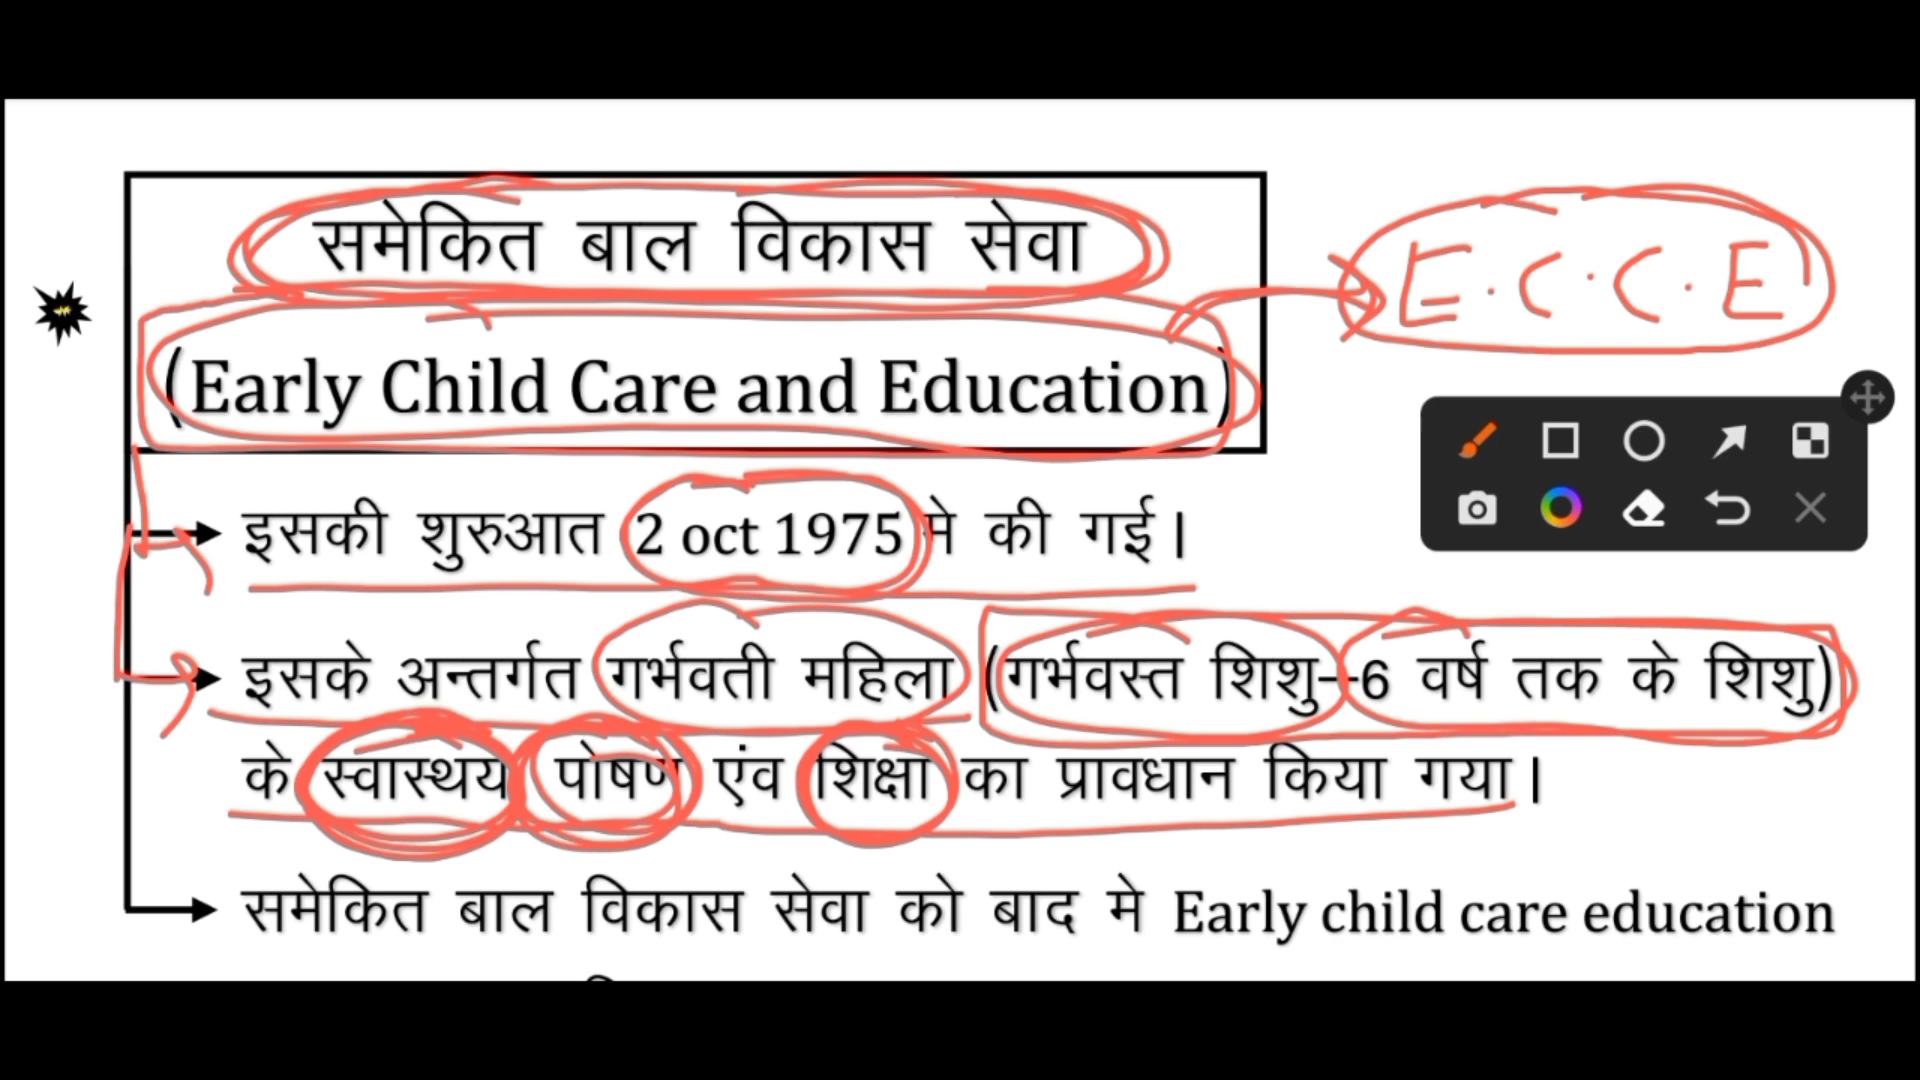 समेकित बाल विकास सेवा
E.C.C.E
(Early Child Care and Education)
इसकी शुरुआत 2 oct 1975 मे की गई।
इसके अन्तर्गत गर्भवती महिला (गर्भवस्त शिशु–6 वर्ष तक के शिशु)
के स्वास्थय पोषण एंव शिक्षा का प्रावधान किया गया।
समेकित बाल विकास सेवा को बाद मे Early child care education